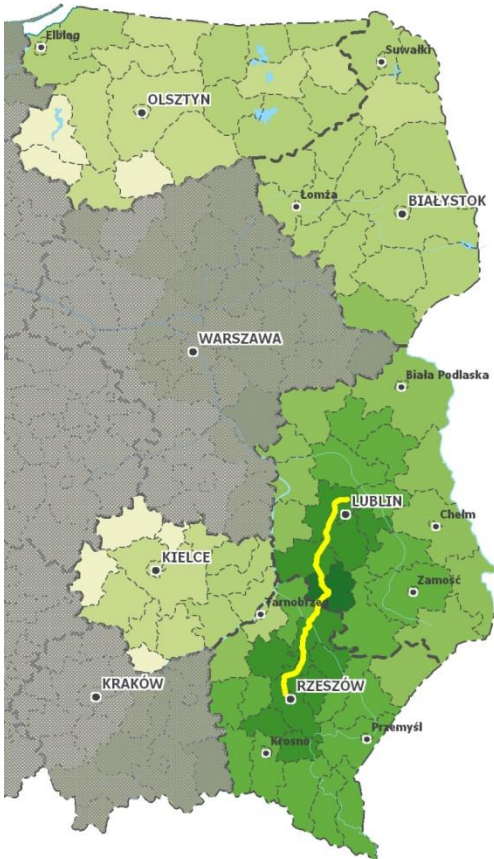 Elbląg
Suwałki
OLSZTYN
Łomża
BIAŁYSTOK
WARSZAWA
Biała Podlaska
LUBLIN
Chełm
KIELCE
Zamość
Tarnobrzeg
KRAKÓW
RZESZÓW
Przemyśl
Krosno